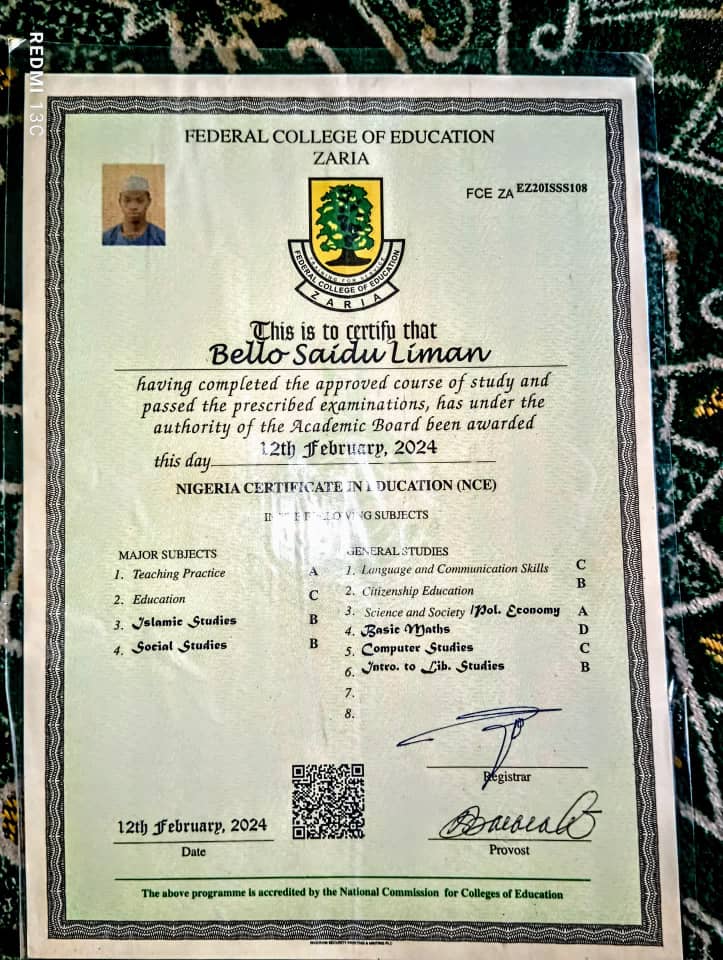 REDMI 13C
FEDERAL COLLEGE OF EDUCATION
ZARIA
FCE ZA EZ20ISSS108
TRAINING FOR SERVICE
FEDERAL COLLEGE OF EDUCATION
ZARIA
This is to certify that
Bello Saidu Liman
having completed the approved course of study and
passed the prescribed examinations, has under the
authority of the Academic Board been awarded
this day 12th February, 2024
NIGERIA CERTIFICATE IN EDUCATION (NCE)
IN THE FOLLOWING SUBJECTS
MAJOR SUBJECTS
1. Teaching Practice A
2. Education C
3. Islamic Studies B
4. Social Studies B
GENERAL STUDIES
1. Language and Communication Skills C
2. Citizenship Education B
3. Science and Society /Pol. Economy A
4. Basic Maths D
5. Computer Studies C
6. Intro. to Lib. Studies B
7.
8.
Registrar
12th February, 2024
Date
Provost
The above programme is accredited by the National Commission for Colleges of Education